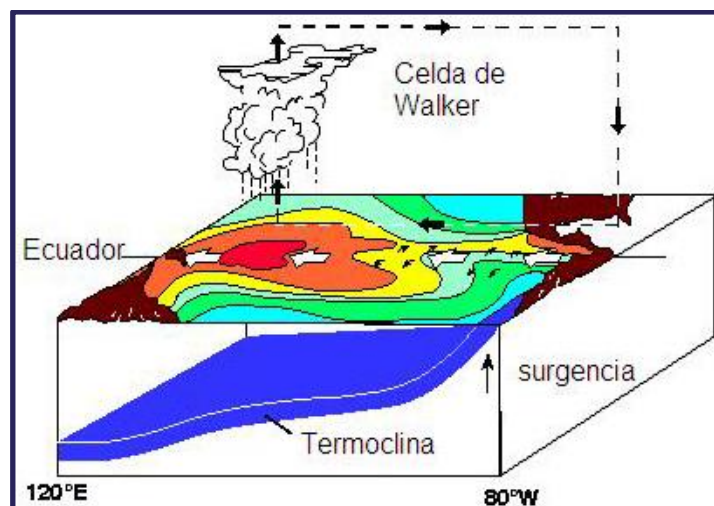 Celda de
Walker
Ecuador
surgencia
Termoclina
120°E
80°W